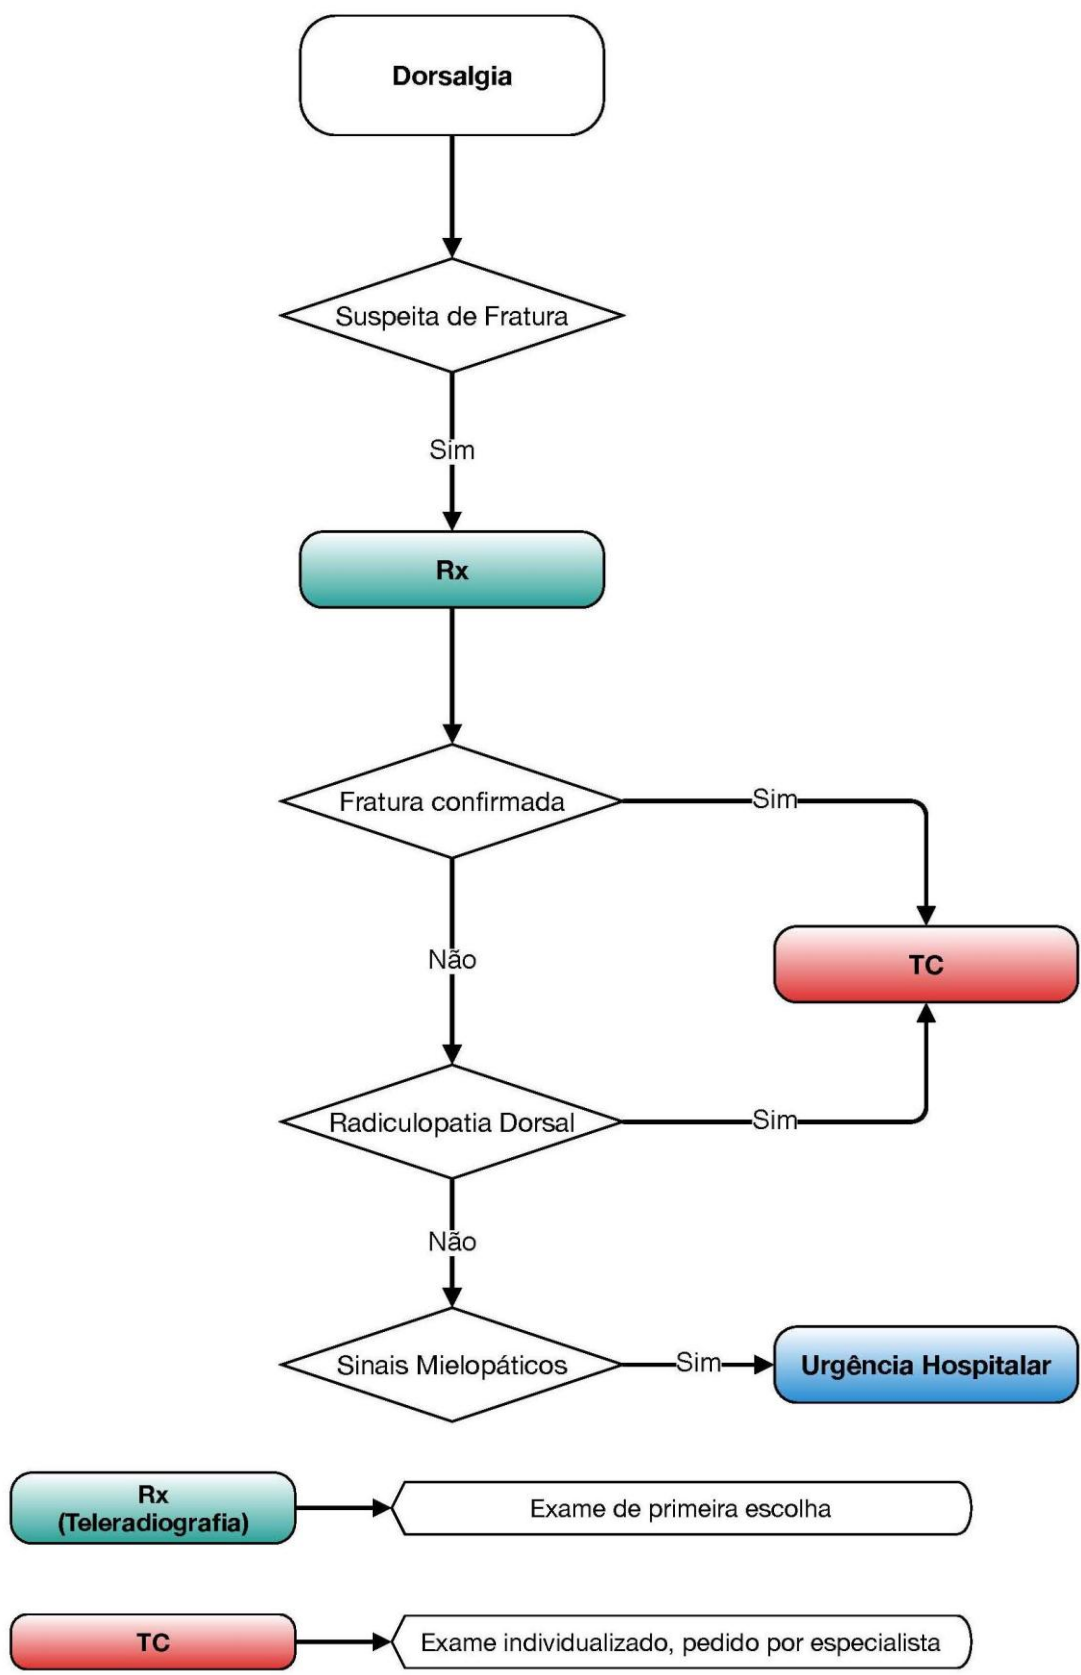 Dorsalgia
Suspeita de Fratura
Sim
Rx
Fratura confirmada
Sim
Não
TC
Radiculopatia Dorsal
Sim
Não
Sinais Mielopáticos
Sim
Urgência Hospitalar
Rx
(Teleradiografia)
Exame de primeira escolha
TC
Exame individualizado, pedido por especialista